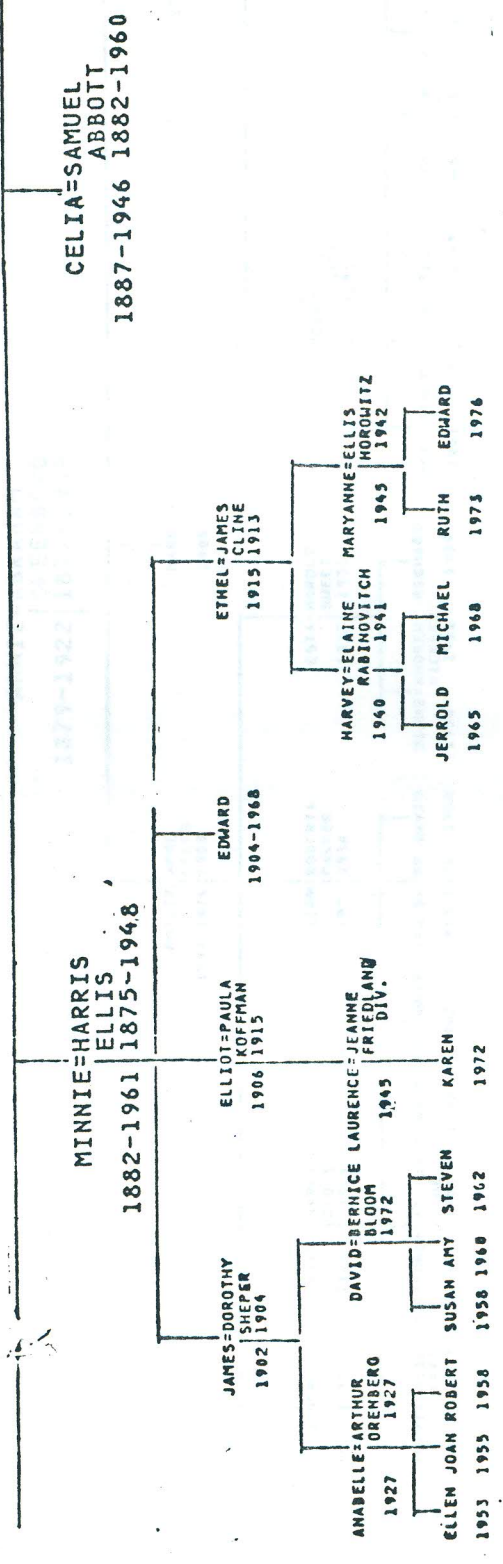 MINNIE=HARRIS
ELLIS
1882-1961 1875-1948
CELIA=SAMUEL
ABBOTT
1887-1946 1882-1960
JAMES=DOROTHY
SHEPER
1902 1904
ELLIOT=PAULA
KOFFMAN
1906 1915
EDWARD
1904-1968
ETHEL=JAMES
CLINE
1915 1913
ANABELLE=ARTHUR
ORENBERG
1927 1927
DAVID=BERNICE
BLOOM
1972
LAURENCE=JEANNE
FRIEDLAND
1945 DIV.
HARVEY=ELAINE
RABINOVITCH
1940 1941
MARYANNE=ELLIS
HOROWITZ
1945 1942
ELLEN JOAN ROBERT
1953 1955 1958
SUSAN AMY STEVEN
1958 1960 1962
KAREN
1972
JERROLD MICHAEL
1965 1968
RUTH EDWARD
1973 1976